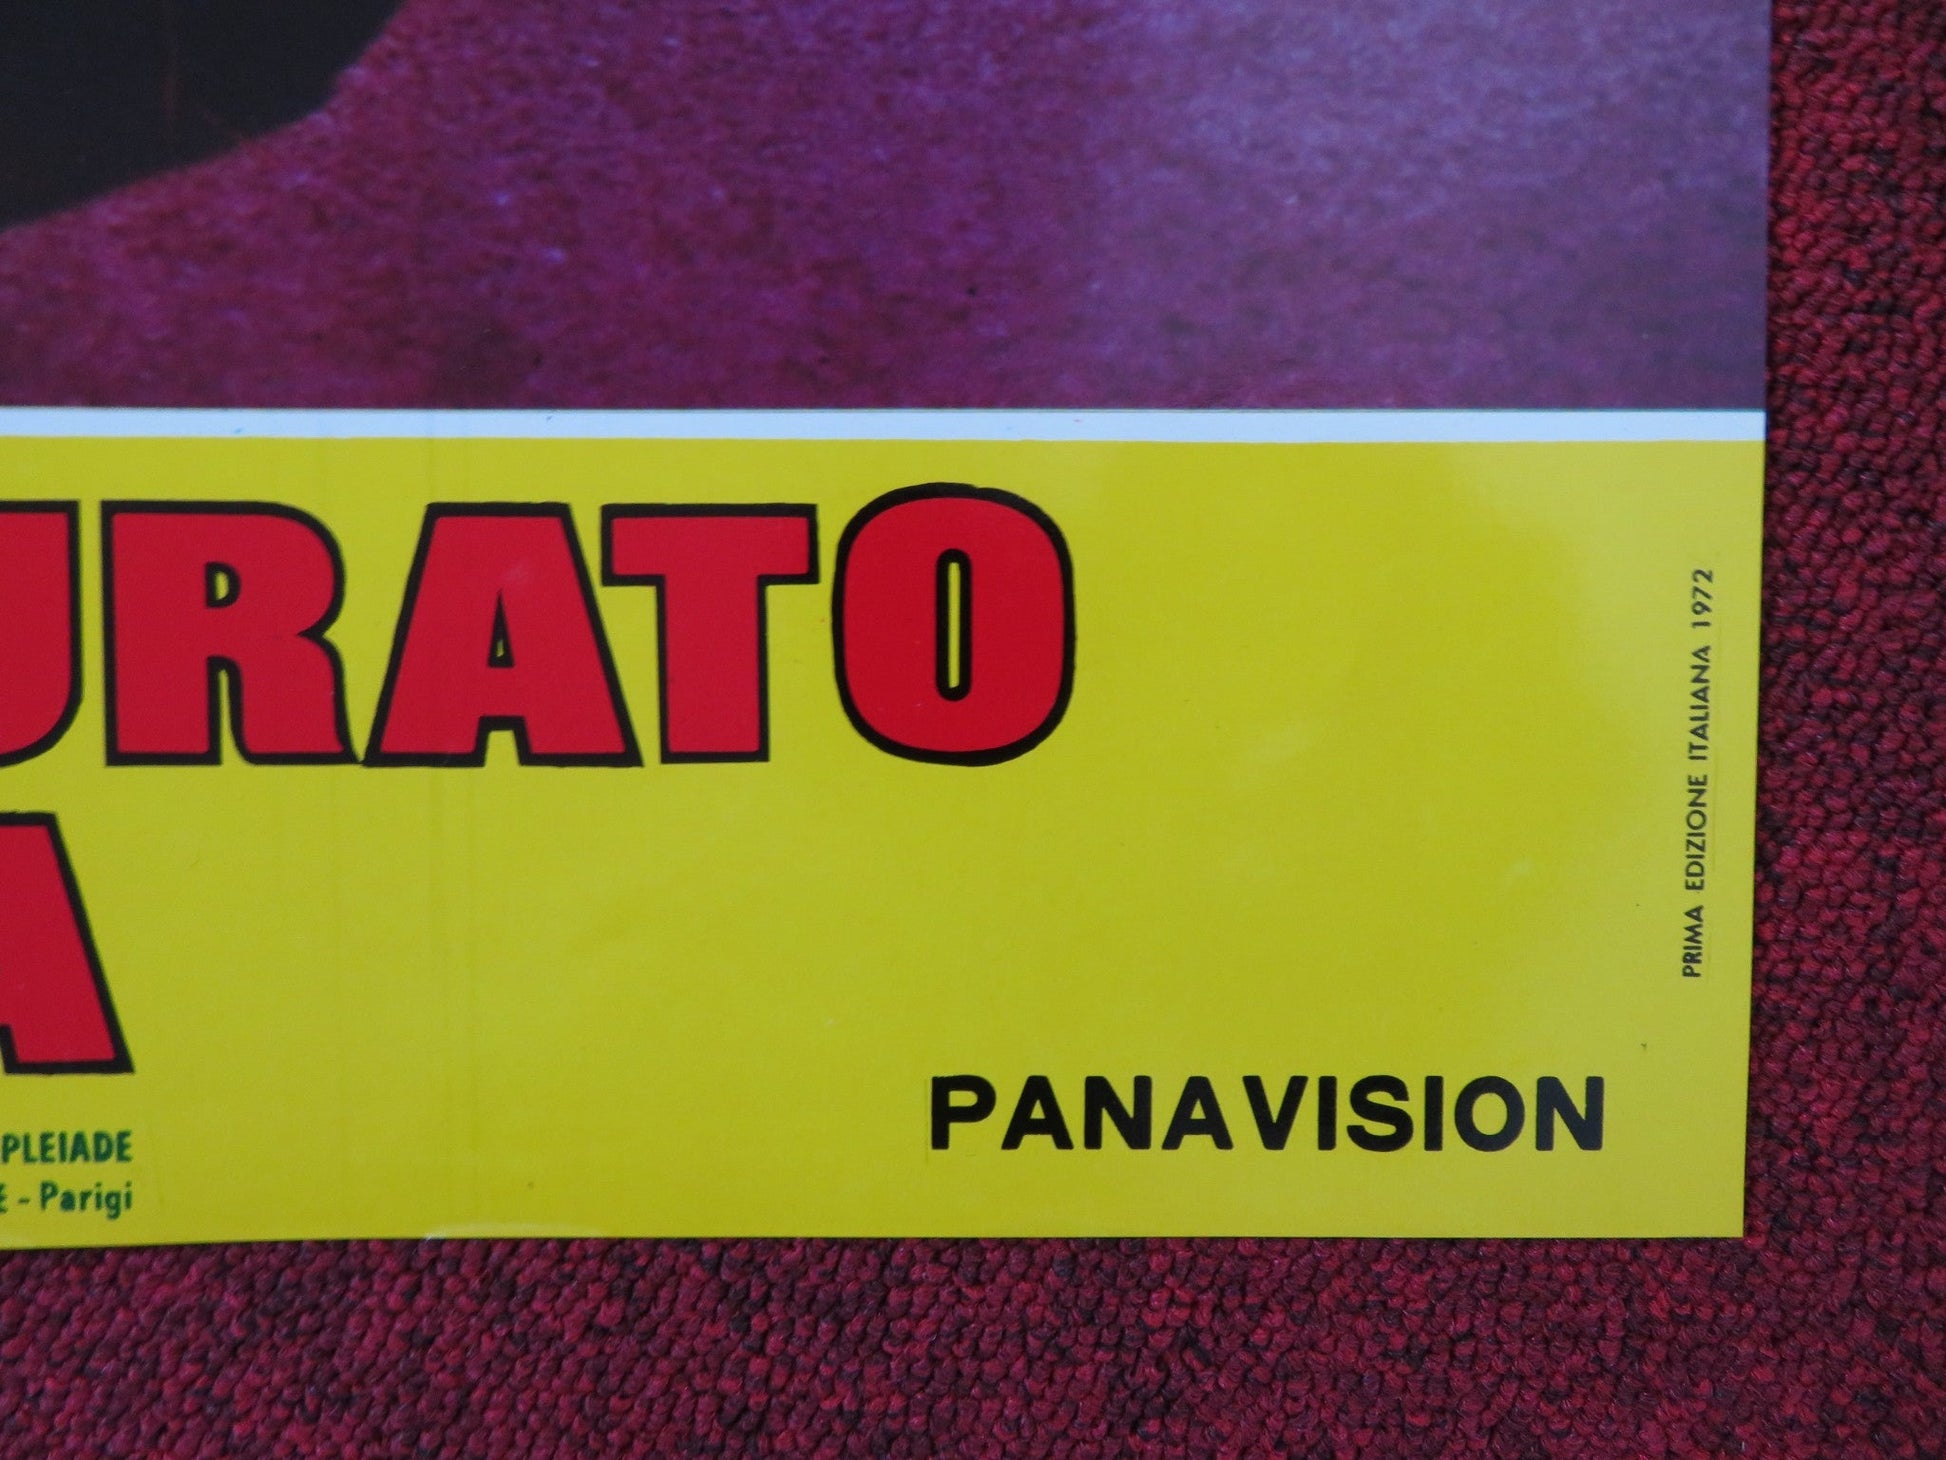 URATO
A
PLEIADE
E - Parigi
PANAVISION
PRIMA EDIZIONE ITALIANA 1972